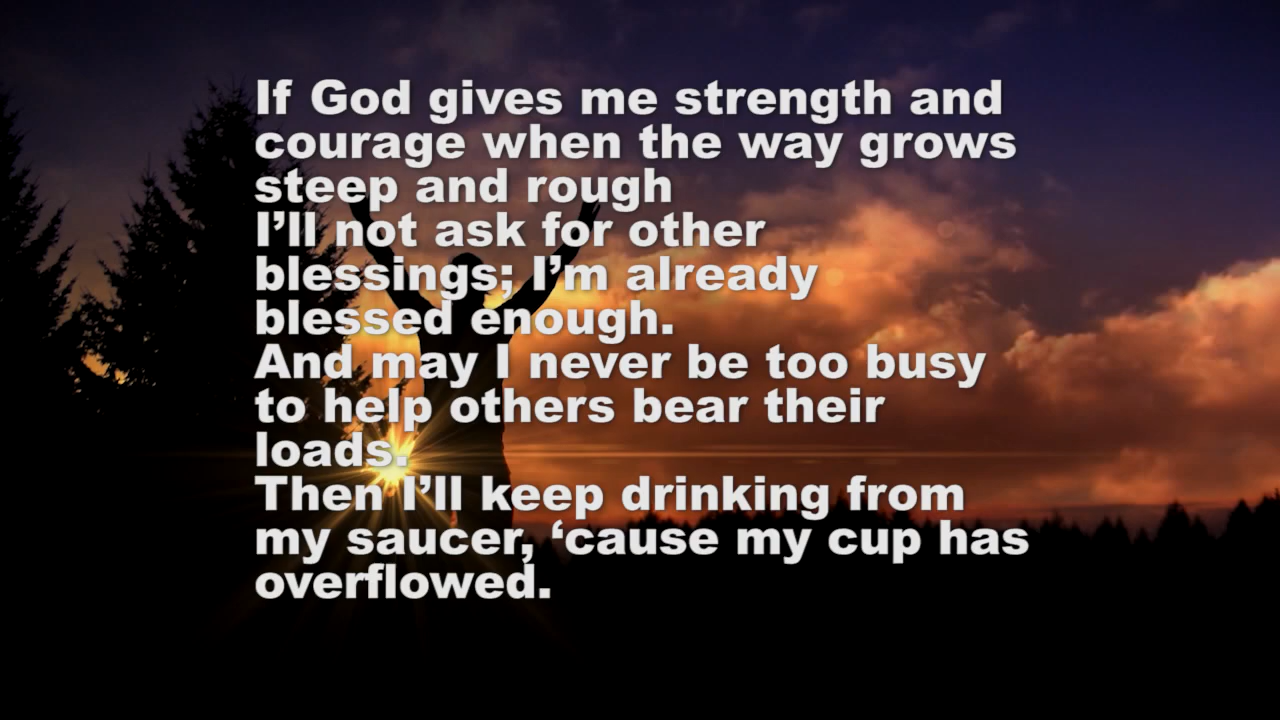 If God gives me strength and
courage when the way grows
steep and rough
I’ll not ask for other
blessings; I’m already
blessed enough.
And may I never be too busy
to help others bear their
loads.
Then I’ll keep drinking from
my saucer, ‘cause my cup has
overflowed.